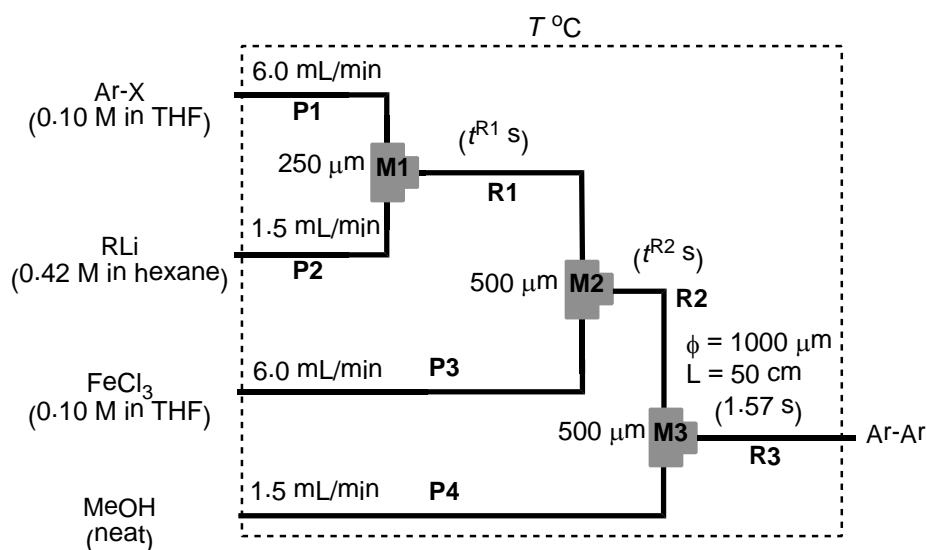 T °C
6.0 mL/min
Ar-X
(0.10 M in THF)
P1
(tR1 s)
250 μm
M1
R1
1.5 mL/min
RLi
(0.42 M in hexane)
P2
(tR2 s)
500 μm
M2
R2
6.0 mL/min
P3
FeCl3
(0.10 M in THF)
ϕ = 1000 μm
L = 50 cm
(1.57 s)
500 μm
M3
R3
Ar-Ar
1.5 mL/min
P4
MeOH
(neat)